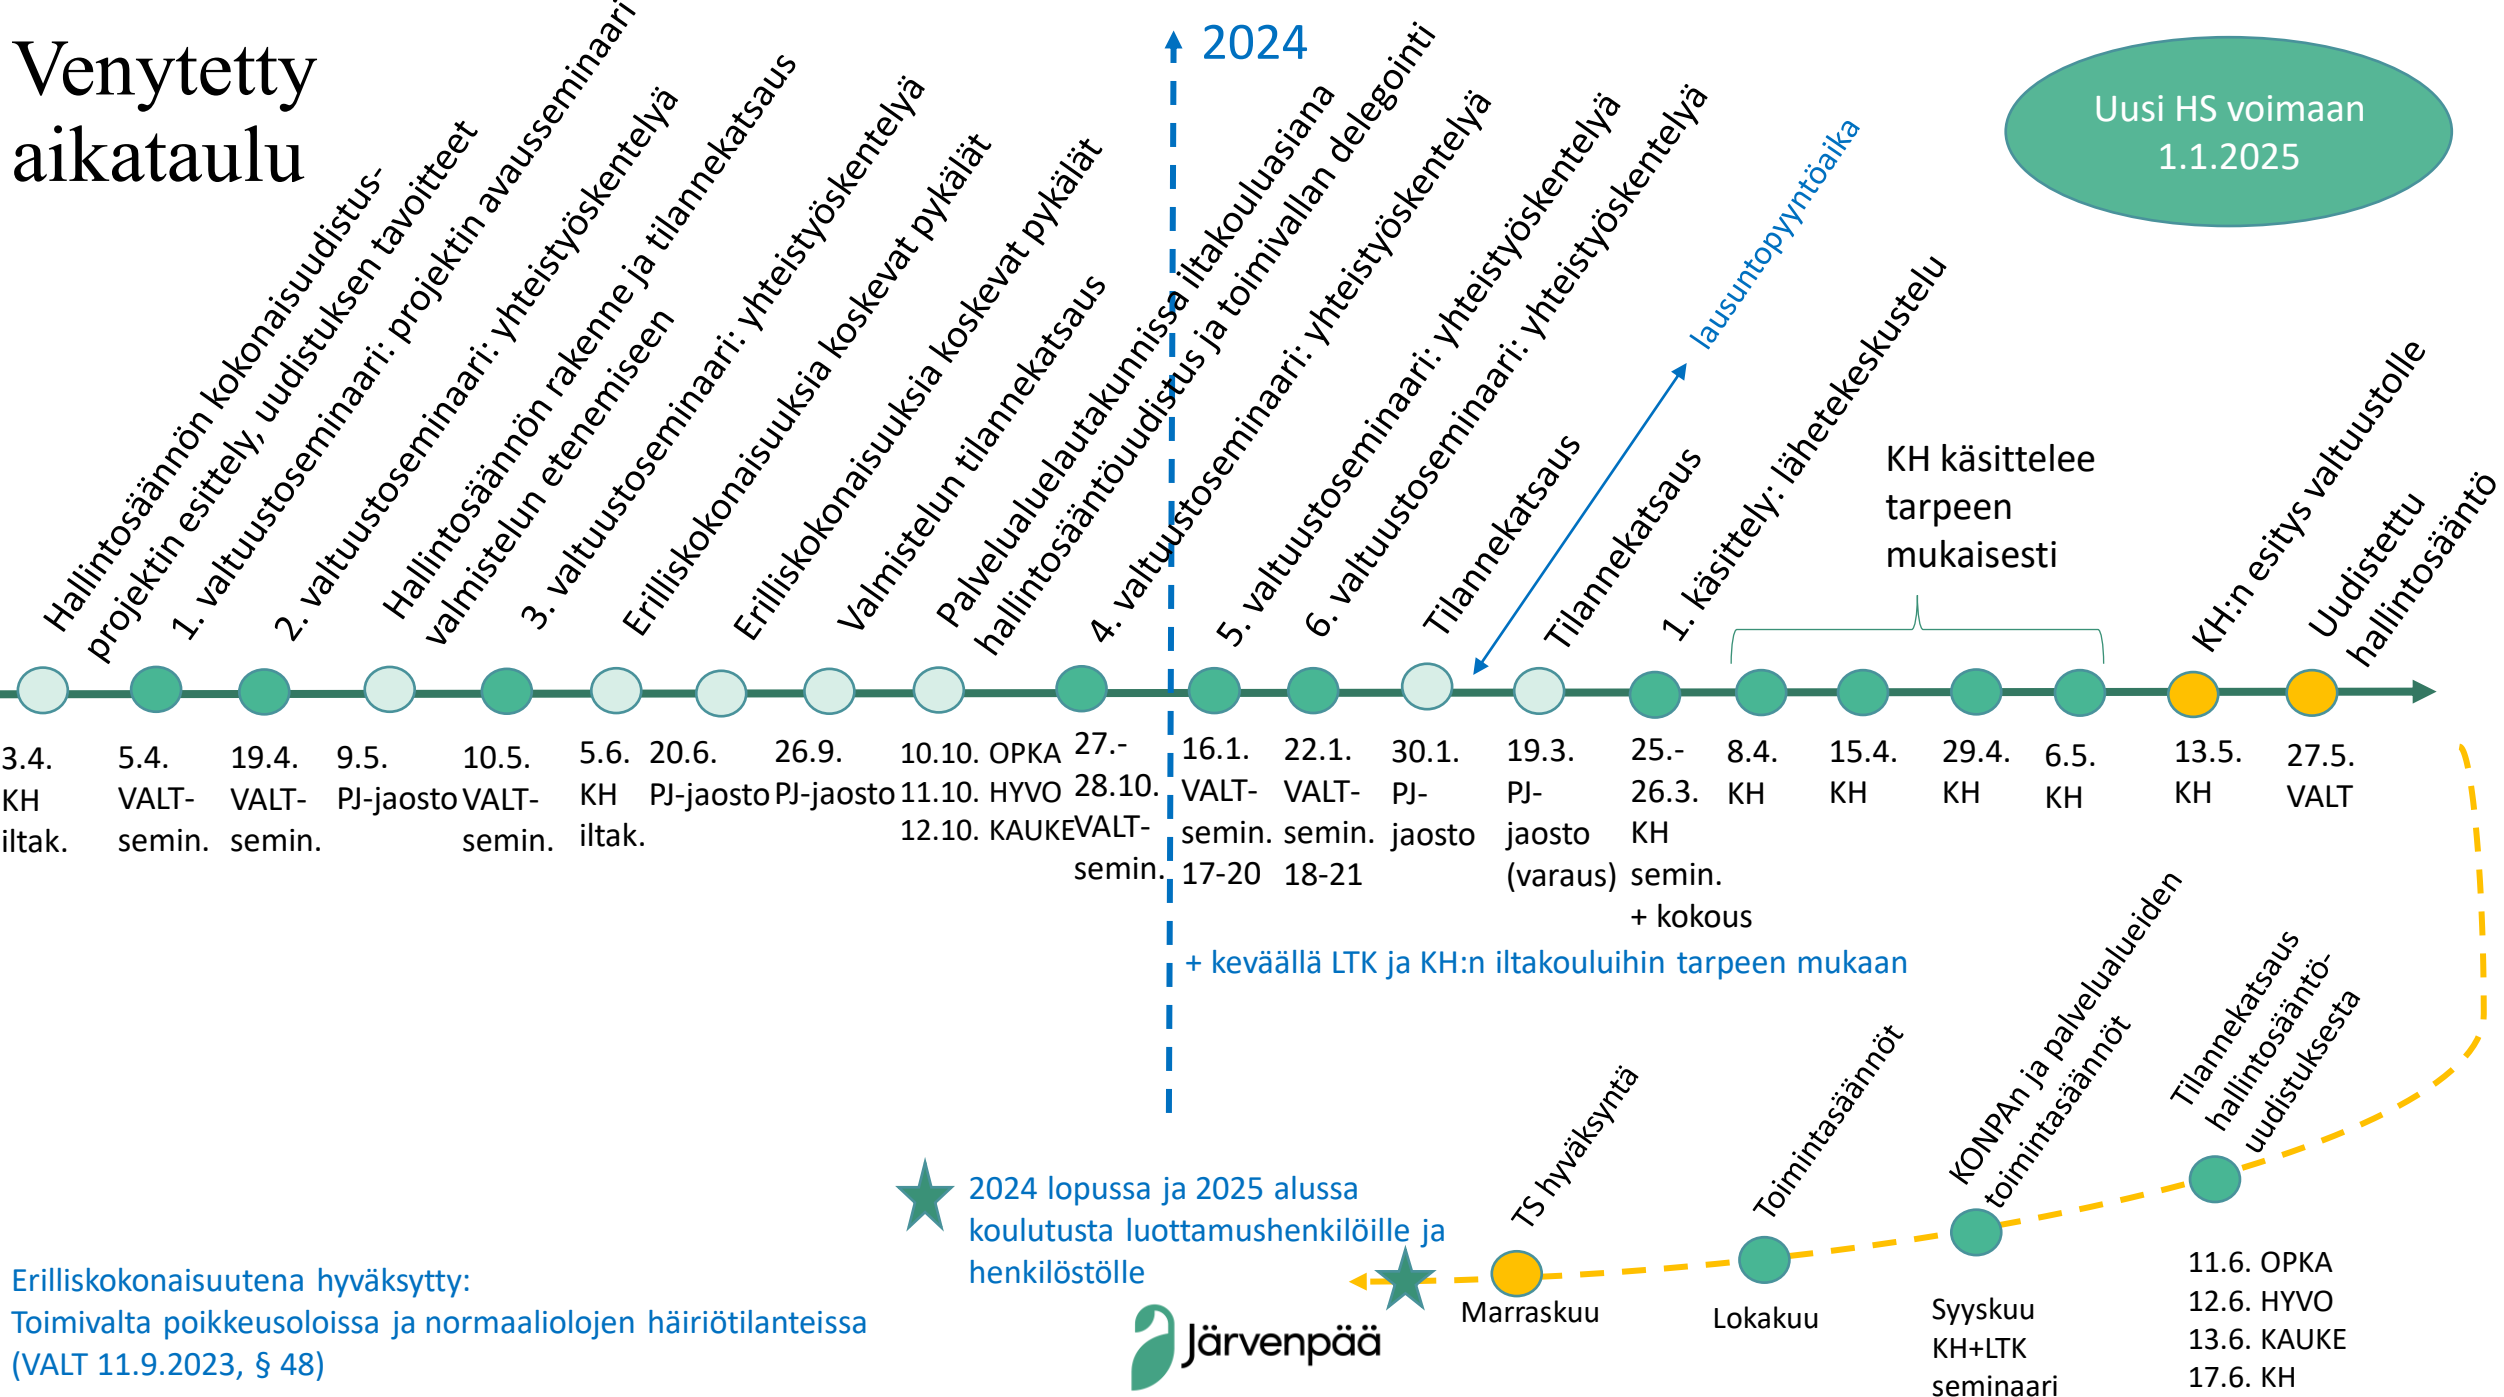 Venytetty
aikataulu
2024
Uusi HS voimaan
1.1.2025
Hallintosäännön kokonaisuudistus-
projektin esittely, uudistuksen tavoitteet
1. valtuustoseminaari: projektin avausseminaari
2. valtuustoseminaari: yhteistyöskentelyä
Hallintosäännön rakenne ja tilannekatsaus
valmistelun etenemiseen
3. valtuustoseminaari: yhteistyöskentelyä
Erilliskokonaisuuksia koskevat pykälät
Erilliskokonaisuuksia koskevat pykälät
Valmistelun tilannekatsaus
Palvelualuelautakunnissa iltakouluasiana
hallintosääntöuudistus ja toimivallan delegointi
4. valtuustoseminaari: yhteistyöskentelyä
5. valtuustoseminaari: yhteistyöskentelyä
6. valtuustoseminaari: yhteistyöskentelyä
Tilannekatsaus
lausuntopyyntöaika
Tilannekatsaus
1. käsittely: lähetekeskustelu
KH käsittelee
tarpeen
mukaisesti
KH:n esitys valtuustolle
Uudistettu
hallintosääntö
3.4.
KH
iltak.
5.4.
VALT-
semin.
19.4.
VALT-
semin.
9.5.
PJ-jaosto
10.5.
VALT-
semin.
5.6.
KH
iltak.
20.6.
PJ-jaosto
26.9.
PJ-jaosto
10.10. OPKA
11.10. HYVO
12.10. KAUKE
27.-
28.10.
VALT-
semin.
16.1.
VALT-
semin.
17-20
22.1.
VALT-
semin.
18-21
30.1.
PJ-
jaosto
19.3.
PJ-
jaosto
(varaus)
25.-
26.3.
KH
semin.
+ kokous
8.4.
KH
15.4.
KH
29.4.
KH
6.5.
KH
13.5.
KH
27.5.
VALT
+ keväällä LTK ja KH:n iltakouluihin tarpeen mukaan
Tilannekatsaus
hallintosääntö-
uudistuksesta
11.6. OPKA
12.6. HYVO
13.6. KAUKE
17.6. KH
KONPAn ja palvelualueiden
toimintasäännöt
Syyskuu
KH+LTK
seminaari
Toimintasäännöt
Lokakuu
TS hyväksyntä
Marraskuu
2024 lopussa ja 2025 alussa
koulutusta luottamushenkilöille ja
henkilöstölle
Erilliskokonaisuutena hyväksytty:
Toimivalta poikkeusoloissa ja normaaliolojen häiriötilanteissa
(VALT 11.9.2023, § 48)
Järvenpää